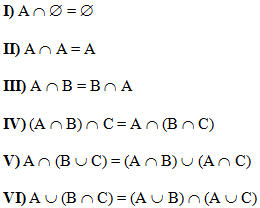 I) A ∩ ∅ = ∅
II) A ∩ A = A
III) A ∩ B = B ∩ A
IV) (A ∩ B) ∩ C = A ∩ (B ∩ C)
V) A ∩ (B ∪ C) = (A ∩ B) ∪ (A ∩ C)
VI) A ∪ (B ∩ C) = (A ∪ B) ∩ (A ∪ C)